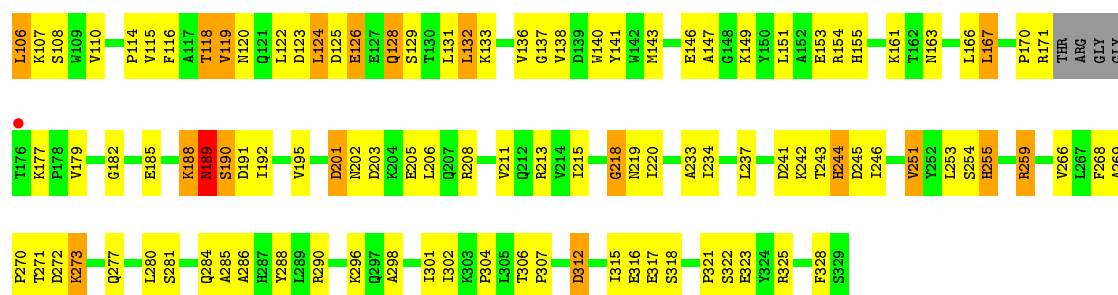 L106 K107 S108 W109 V110 P114 V115 F116 A117 T118 V119 N120 Q121 L122 D123 L124 D125 E126 E127 Q128 S129 T130 L131 L132 K133 V136 G137 V138 D139 W140 Y141 W142 M143 E146 A147 G148 K149 Y150 L151 A152 E153 R154 H155 K161 T162 N163 L166 L167 P170 R171 THR ARG GLY GLY
T176 K177 P178 V179 G182 E185 K188 N189 S190 D191 I192 V195 D201 N202 D203 K204 E205 L206 Q207 R208 V211 Q212 R213 V214 I215 G218 N219 I220 A233 I234 L237 D241 K242 T243 H244 D245 I246 V251 Y252 L253 S254 H255 R259 V266 L267 F268 A269
P270 T271 D272 K273 Q277 L280 S281 Q284 A285 A286 H287 Y288 L289 R290 K296 Q297 A298 I301 I302 K303 P304 L305 T306 P307 D312 I315 E316 E317 S318 P321 S322 E323 Y324 R325 F328 S329